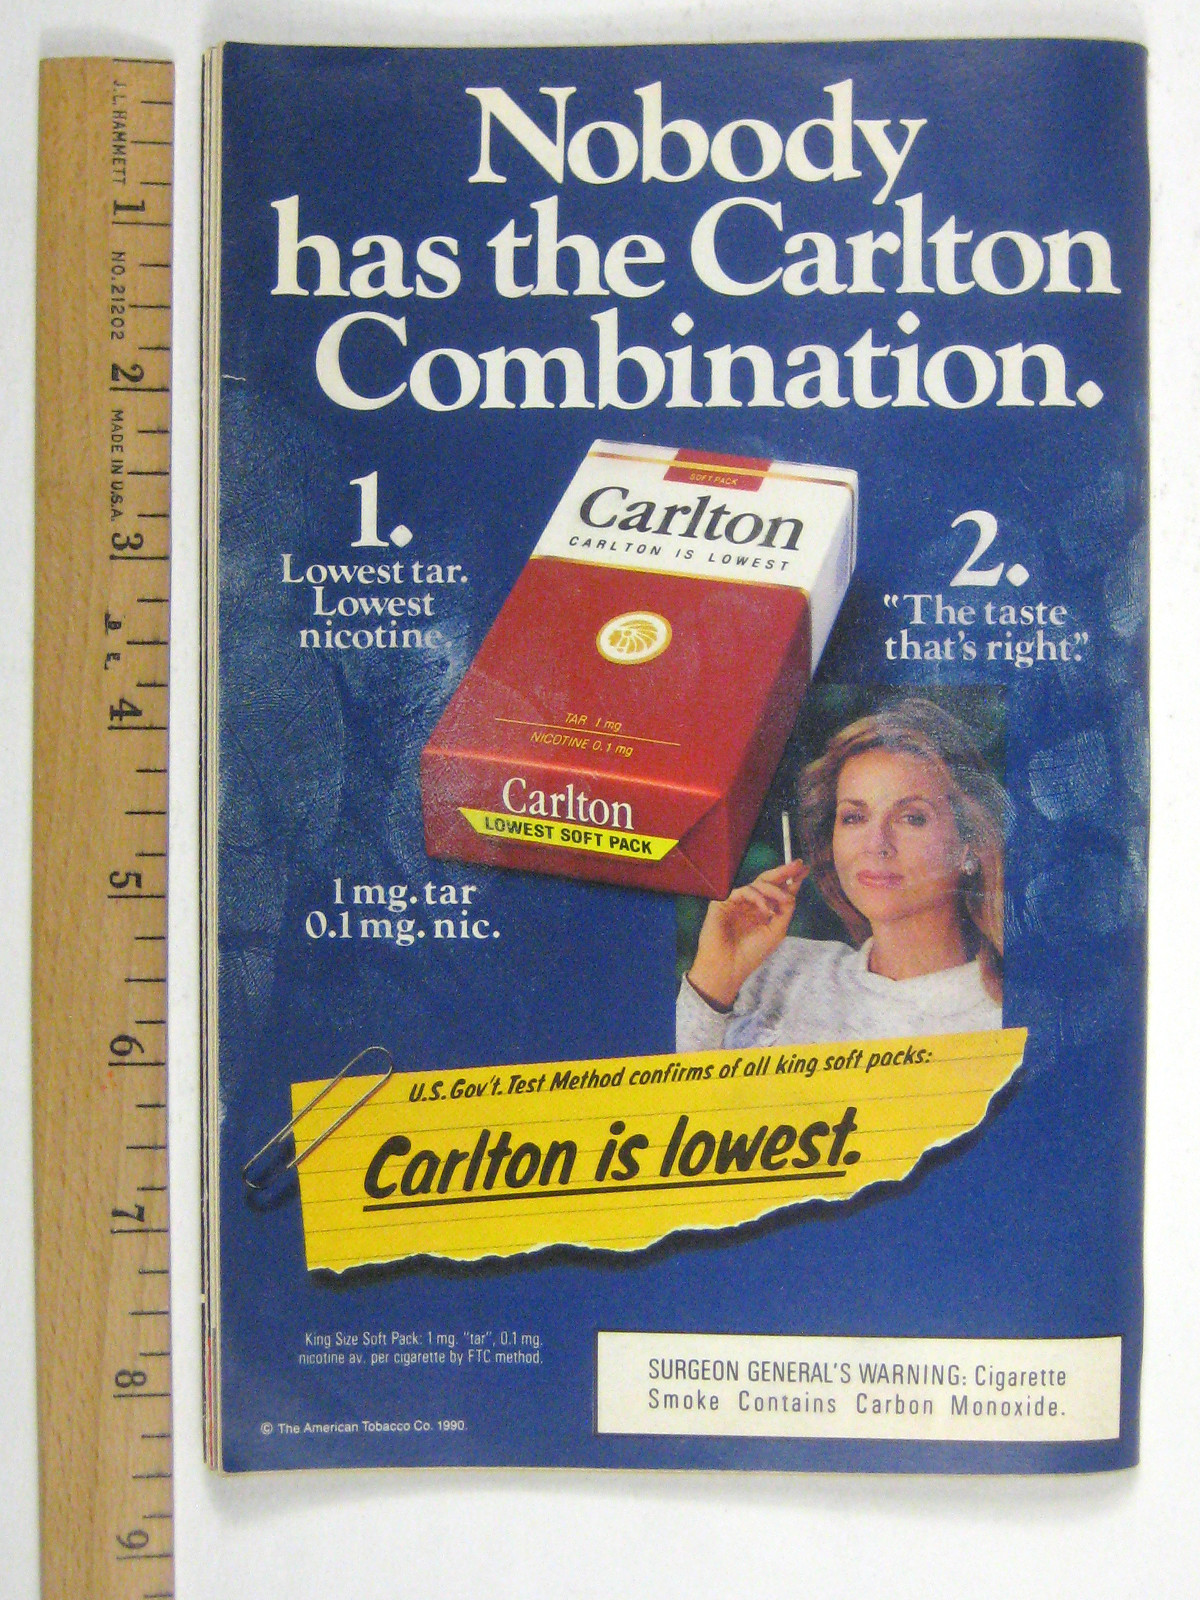 J.L. HAMMETT
NO. 21202
MADE IN U.S.A.
B
E.
1
2
3
4
5
6
7
8
9
Nobody
has the Carlton
Combination.
1.
Lowest tar.
Lowest
nicotine.
SOFT PACK
Carlton
CARLTON IS LOWEST
TAR 1 mg
NICOTINE 0.1 mg
Carlton
LOWEST SOFT PACK
2.
“The taste
that’s right.”
1 mg. tar
0.1 mg. nic.
U.S. Gov't. Test Method confirms of all king soft packs:
Carlton is lowest.
King Size Soft Pack: 1 mg. "tar", 0.1 mg.
nicotine av. per cigarette by FTC method.
© The American Tobacco Co. 1990.
SURGEON GENERAL'S WARNING: Cigarette
Smoke Contains Carbon Monoxide.